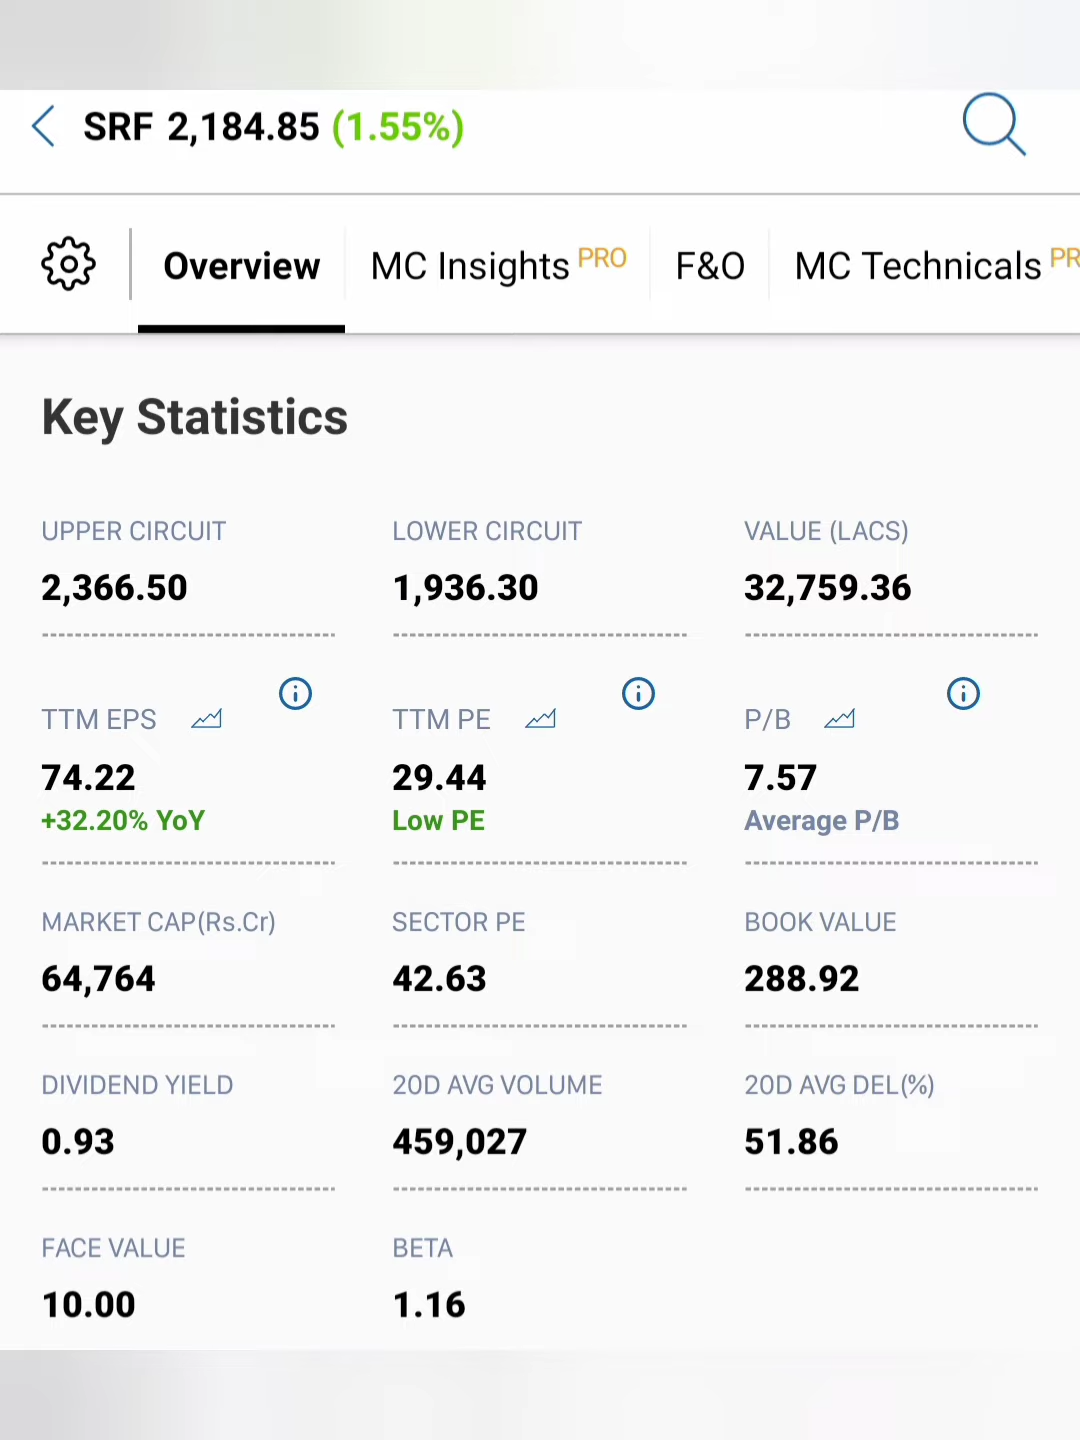 SRF 2,184.85 (1.55%)
Overview MC Insights PRO F&O MC Technicals PR
Key Statistics
UPPER CIRCUIT LOWER CIRCUIT VALUE (LACS)
2,366.50 1,936.30 32,759.36
TTM EPS TTM PE P/B
74.22 29.44 7.57
+32.20% YoY Low PE Average P/B
MARKET CAP(Rs.Cr) SECTOR PE BOOK VALUE
64,764 42.63 288.92
DIVIDEND YIELD 20D AVG VOLUME 20D AVG DEL(%)
0.93 459,027 51.86
FACE VALUE BETA
10.00 1.16